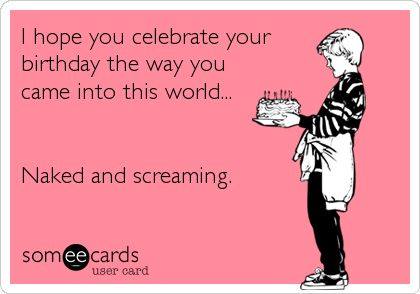 I hope you celebrate your
birthday the way you
came into this world...
Naked and screaming.
someecards
user card